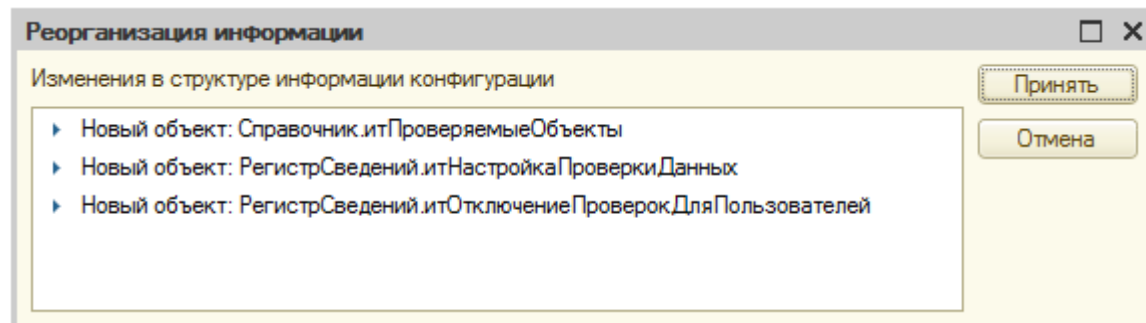 Реорганизация информации
Изменения в структуре информации конфигурации
Принять
Новый объект: Справочник.итПроверяемыеОбъекты
Отмена
Новый объект: РегистрСведений.итНастройкаПроверкиДанных
Новый объект: РегистрСведений.итОтключениеПроверокДляПользователей